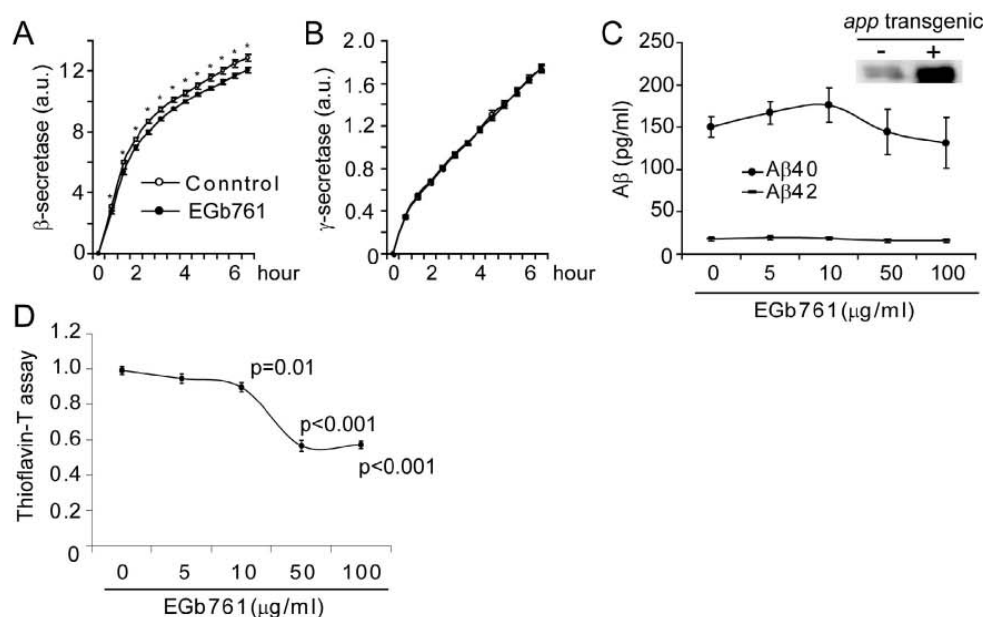 A
β-secretase (a.u.)
12
8
4
0
* * * * * * * * * * * *
Conntrol
EGb761
0 2 4 6 hour
B
γ-secretase (a.u.)
2.0
1.6
1.2
0.8
0.4
0
0 2 4 6 hour
C
app transgenic
- +
Aβ (pg/ml)
250
200
150
100
50
0
Aβ40
Aβ42
0 5 10 50 100
EGb761(μg/ml)
D
Thioflavin-T assay
1.2
1.0
0.8
0.6
0.4
0.2
0
p=0.01
p<0.001
p<0.001
0 5 10 50 100
EGb761(μg/ml)